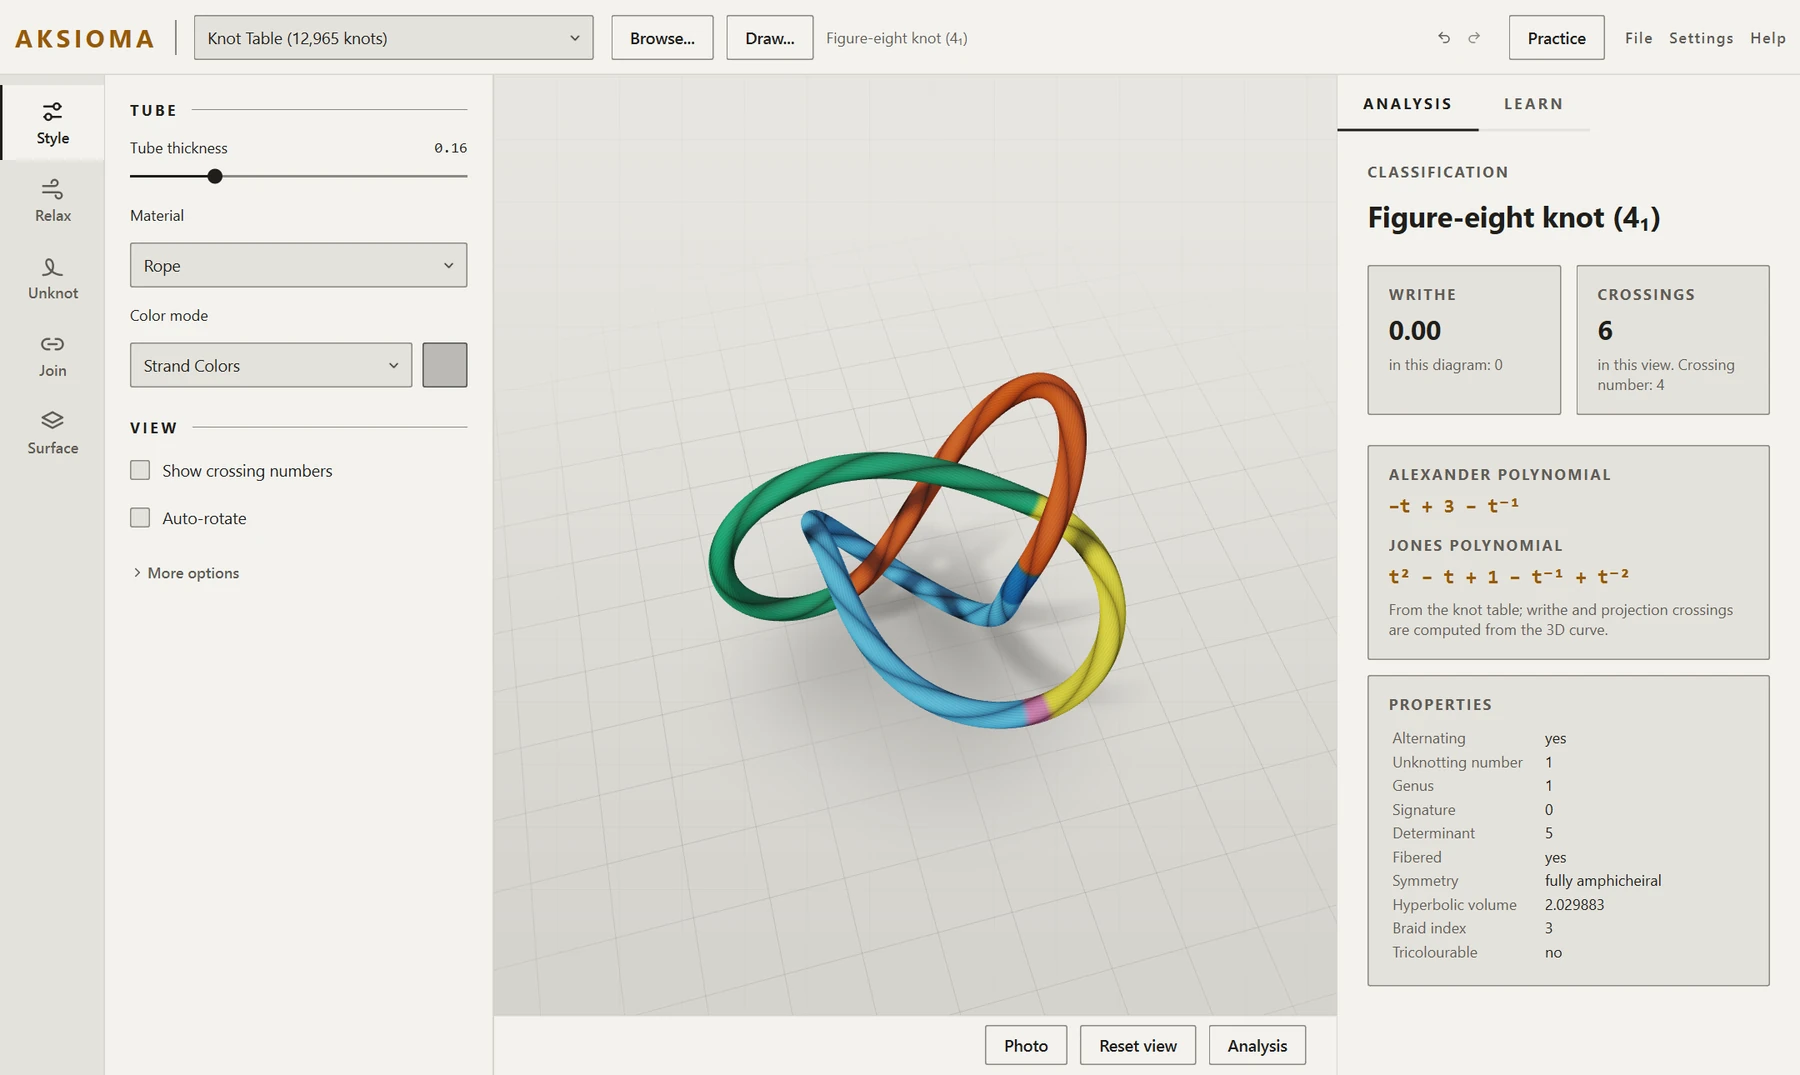 AKSIOMA
Knot Table (12,965 knots)
Browse...
Draw...
Figure-eight knot (4₁)
Practice
File
Settings
Help
Style
Relax
Unknot
Join
Surface
TUBE
Tube thickness 0.16
Material
Rope
Color mode
Strand Colors
VIEW
Show crossing numbers
Auto-rotate
More options
Photo
Reset view
Analysis
ANALYSIS
LEARN
CLASSIFICATION
Figure-eight knot (4₁)
WRITHE
0.00
in this diagram: 0
CROSSINGS
6
in this view. Crossing
number: 4
ALEXANDER POLYNOMIAL
−t + 3 − t⁻¹
JONES POLYNOMIAL
t² − t + 1 − t⁻¹ + t⁻²
From the knot table; writhe and projection crossings
are computed from the 3D curve.
PROPERTIES
Alternating yes
Unknotting number 1
Genus 1
Signature 0
Determinant 5
Fibered yes
Symmetry fully amphicheiral
Hyperbolic volume 2.029883
Braid index 3
Tricolourable no